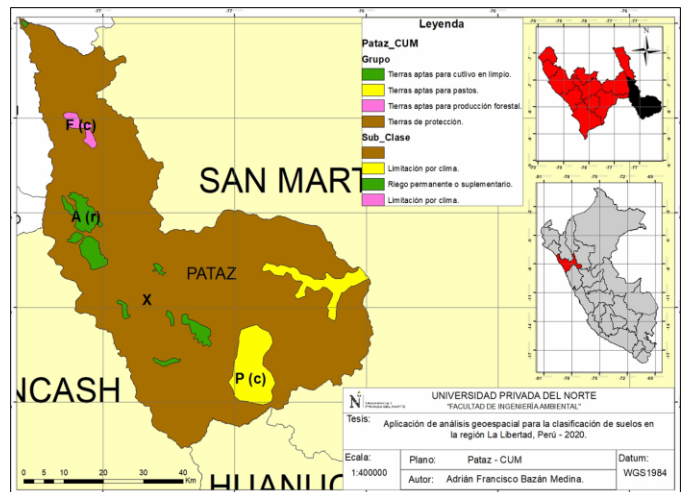 Leyenda
Pataz_CUM
Grupo
Tierras aptas para cutivo en limpio.
Tierras aptas para pastos.
Tierras aptas para producción forestal.
Tierras de protección.
Sub_Clase
Limitación por clima.
Riego permanente o suplementario.
Limitación por clima.
N
F (c)
SAN MART
A (r)
PATAZ
X
P (c)
NCASH
HUANUC
0 5 10 20 30 40
Km
N
UNIVERSIDAD PRIVADA DEL NORTE
"FACULTAD DE INGENIERÍA AMBIENTAL"
Tesis:
Aplicación de análisis geoespacial para la clasificación de suelos en
la región La Libertad, Perú - 2020.
Escala:
1:400000
Plano: Pataz - CUM
Autor: Adrián Francisco Bazán Medina.
Datum:
WGS1984